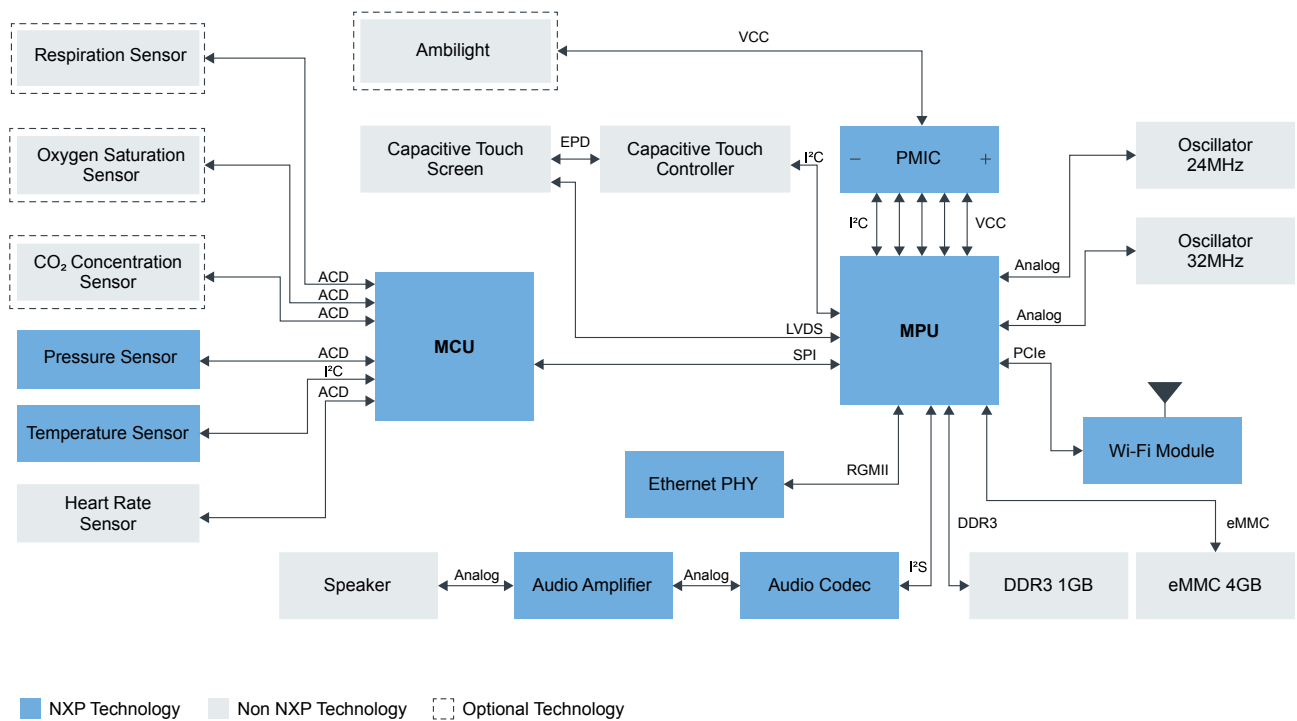 Respiration Sensor
Ambilight
VCC
Oxygen Saturation
Sensor
Capacitive Touch
Screen
EPD
Capacitive Touch
Controller
I²C
− PMIC +
Oscillator
24MHz
I²C
VCC
Oscillator
32MHz
CO₂ Concentration
Sensor
ACD
ACD
ACD
Analog
Analog
MCU
MPU
LVDS
SPI
PCIe
Pressure Sensor
ACD
I²C
ACD
Temperature Sensor
Wi-Fi Module
Heart Rate
Sensor
Ethernet PHY
RGMII
DDR3
eMMC
Speaker
Analog
Audio Amplifier
Analog
Audio Codec
I²S
DDR3 1GB
eMMC 4GB
NXP Technology
Non NXP Technology
Optional Technology